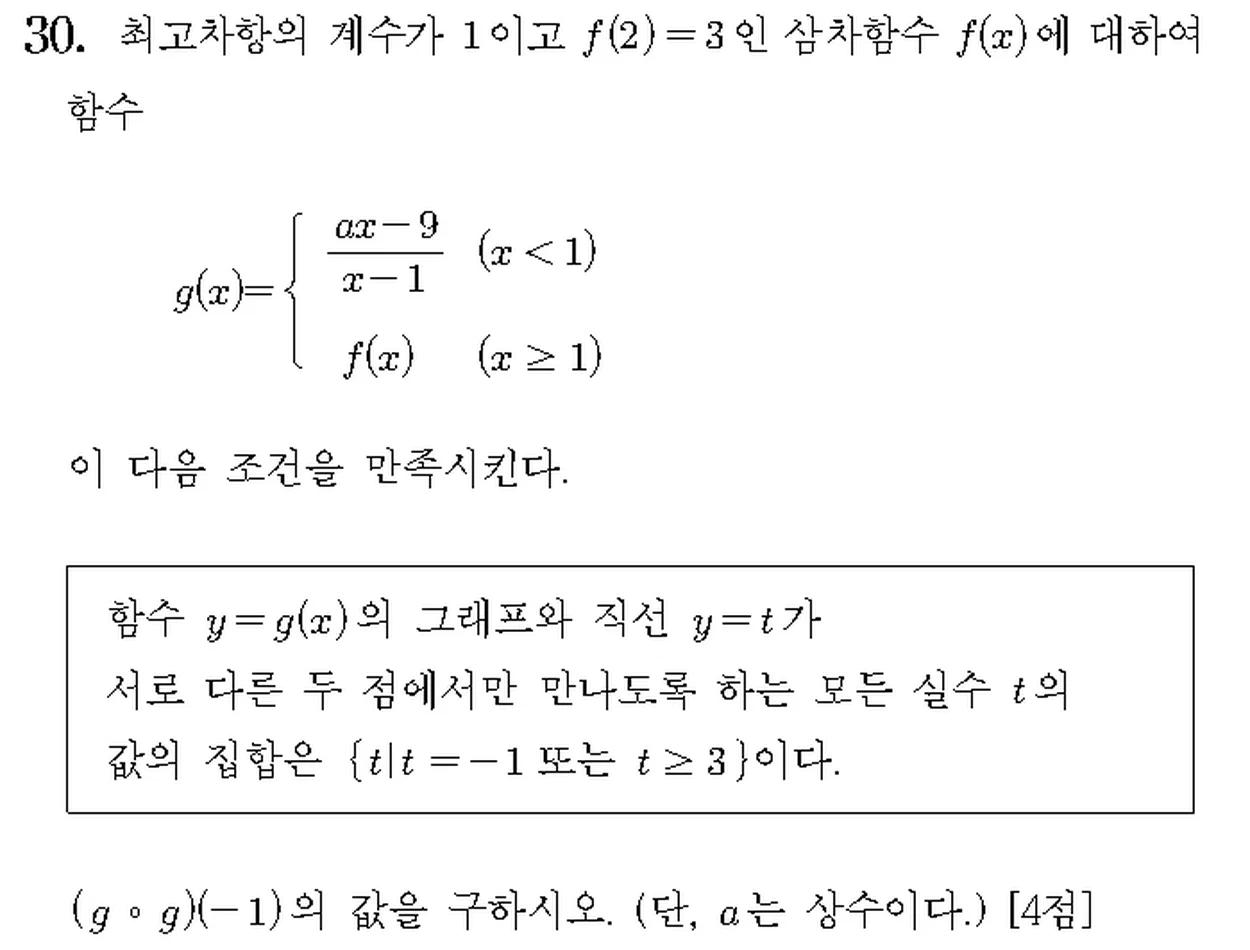 30. 최고차항의 계수가 1이고 f(2)=3인 삼차함수 f(x)에 대하여
함수
g(x)= { (ax-9)/(x-1) (x < 1)
f(x) (x ≥ 1)
이 다음 조건을 만족시킨다.
함수 y=g(x)의 그래프와 직선 y=t가
서로 다른 두 점에서만 만나도록 하는 모든 실수 t의
값의 집합은 {t|t=-1 또는 t≥3}이다.
(g∘g)(-1)의 값을 구하시오. (단, a는 상수이다.) [4점]